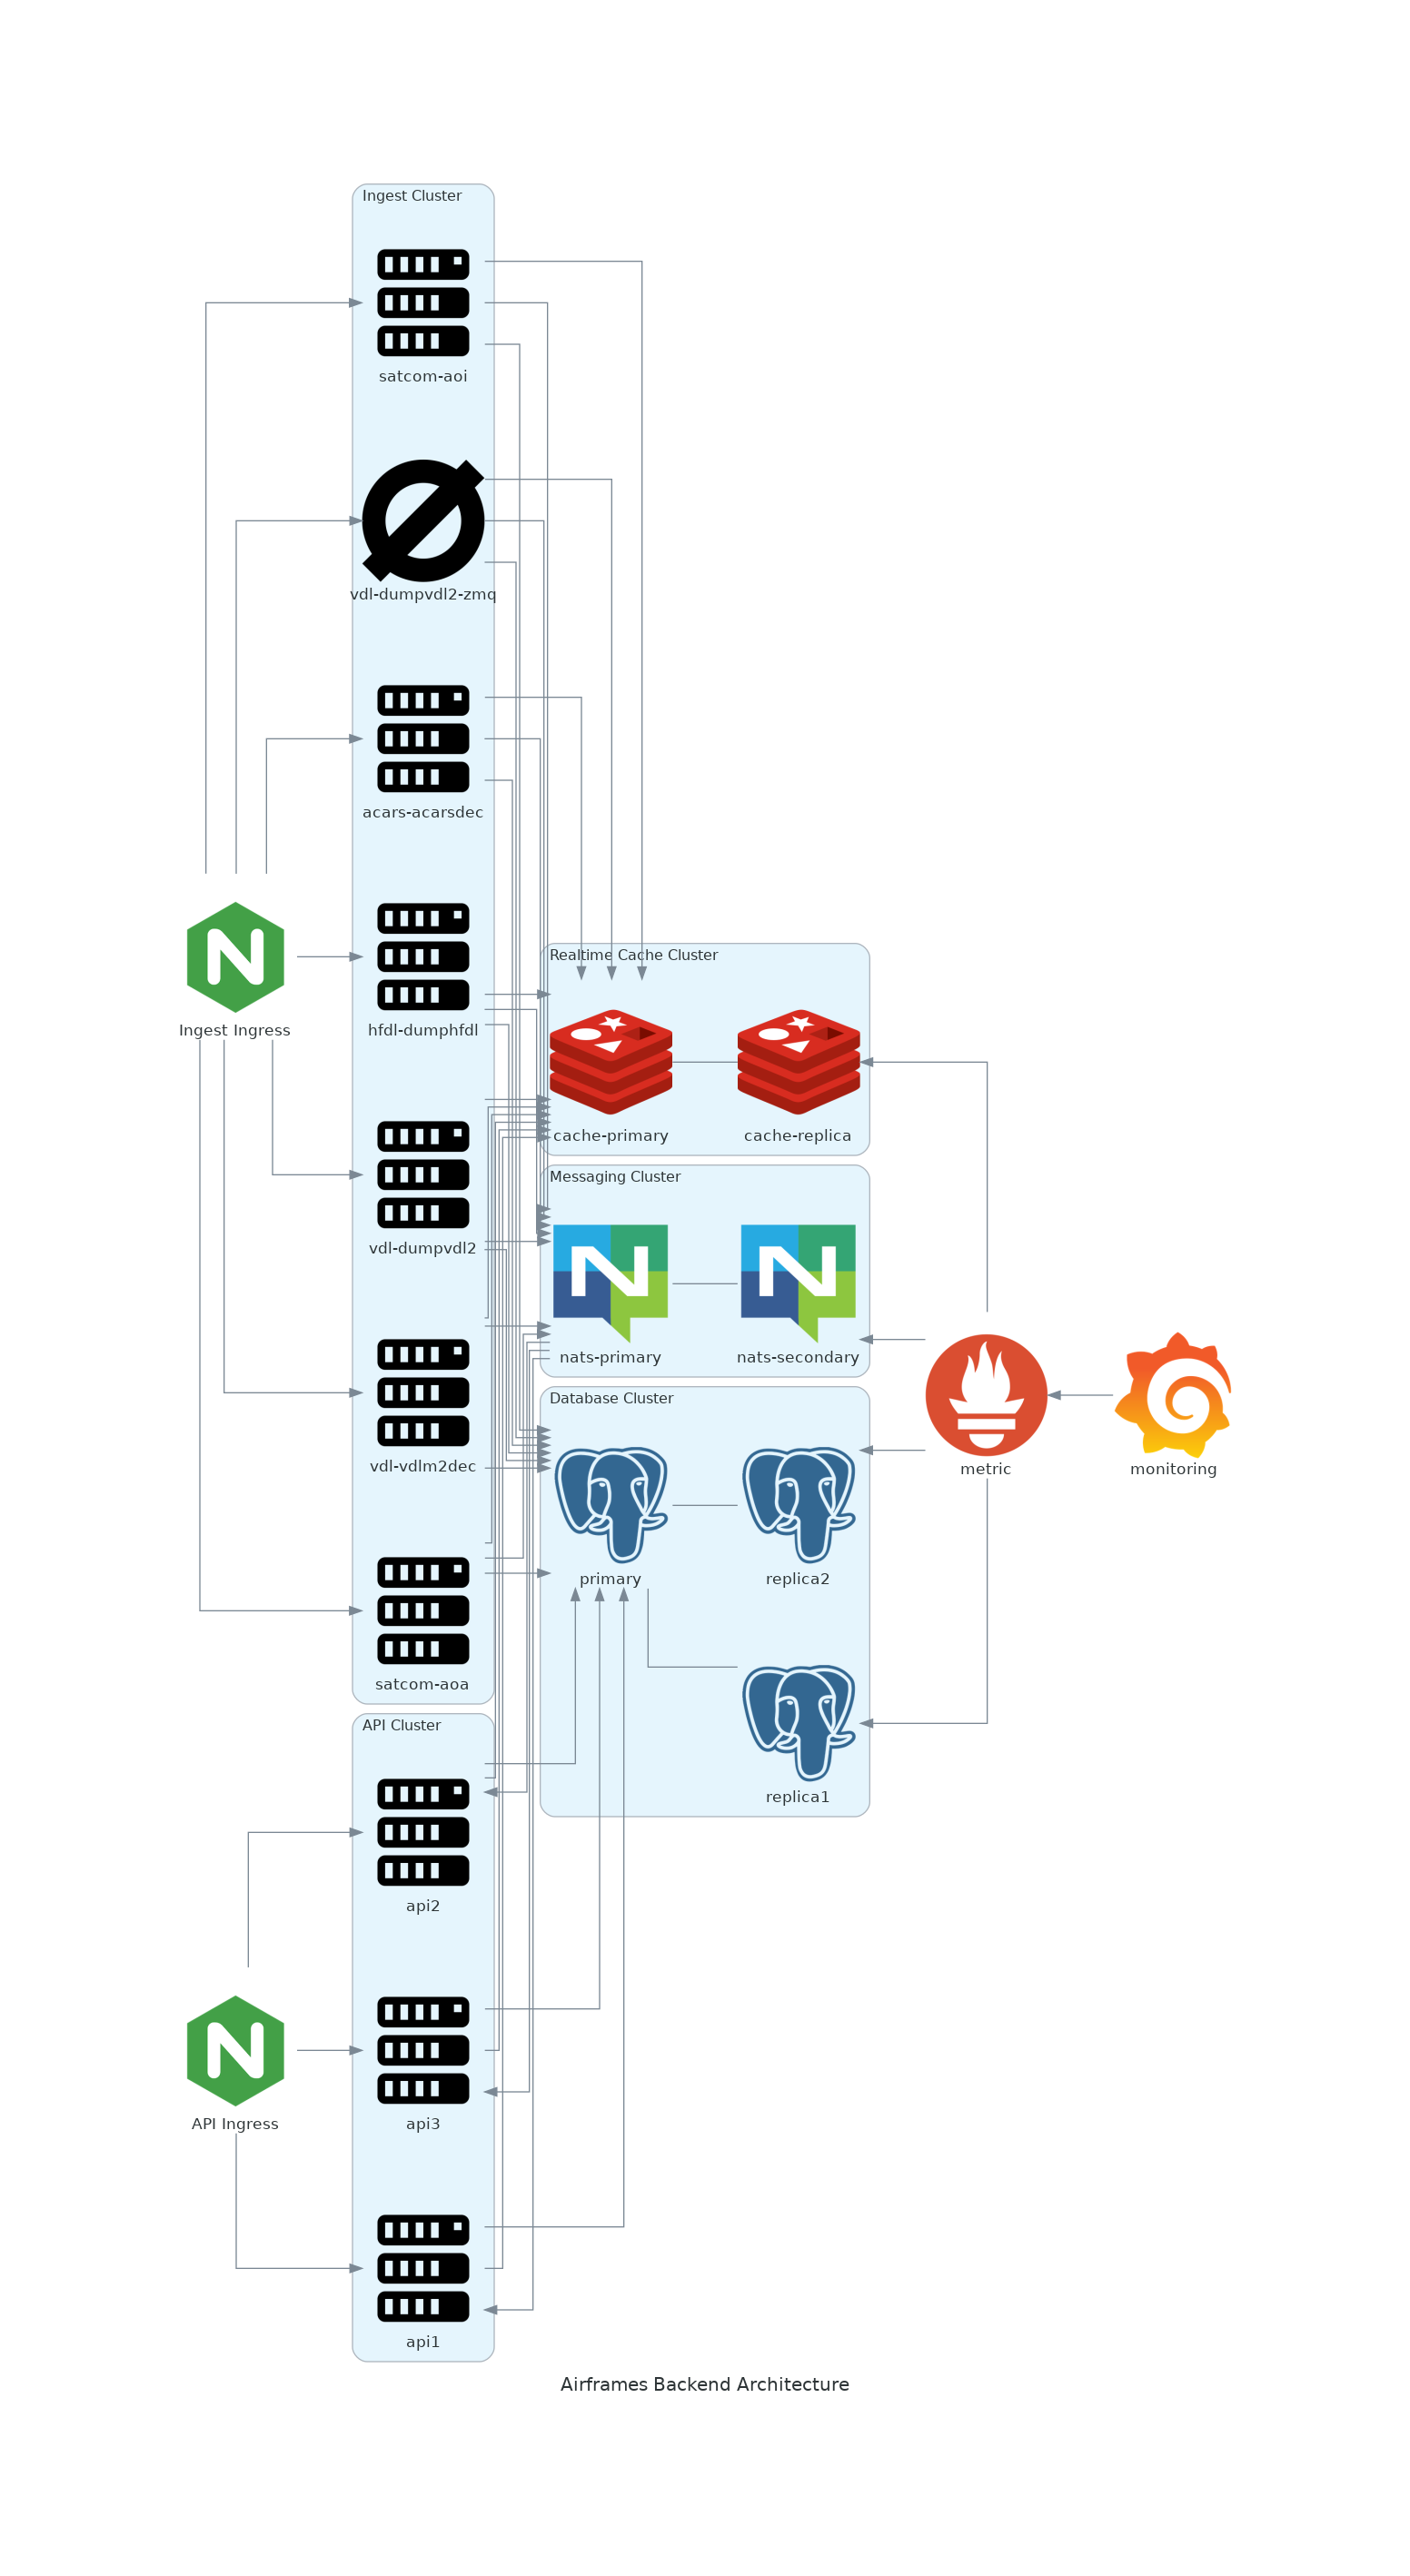 Ingest Cluster
satcom-aoi
vdl-dumpvdl2-zmq
acars-acarsdec
Ingest Ingress
hfdl-dumphfdl
vdl-dumpvdl2
vdl-vdlm2dec
satcom-aoa
Realtime Cache Cluster
cache-primary
cache-replica
Messaging Cluster
nats-primary
nats-secondary
Database Cluster
primary
replica2
replica1
metric
monitoring
API Cluster
api2
API Ingress
api3
api1
Airframes Backend Architecture